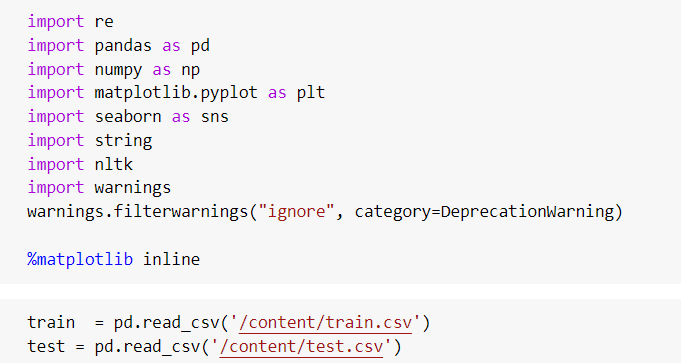 import re
import pandas as pd
import numpy as np
import matplotlib.pyplot as plt
import seaborn as sns
import string
import nltk
import warnings
warnings.filterwarnings("ignore", category=DeprecationWarning)
%matplotlib inline
train  = pd.read_csv('/content/train.csv')
test = pd.read_csv('/content/test.csv')